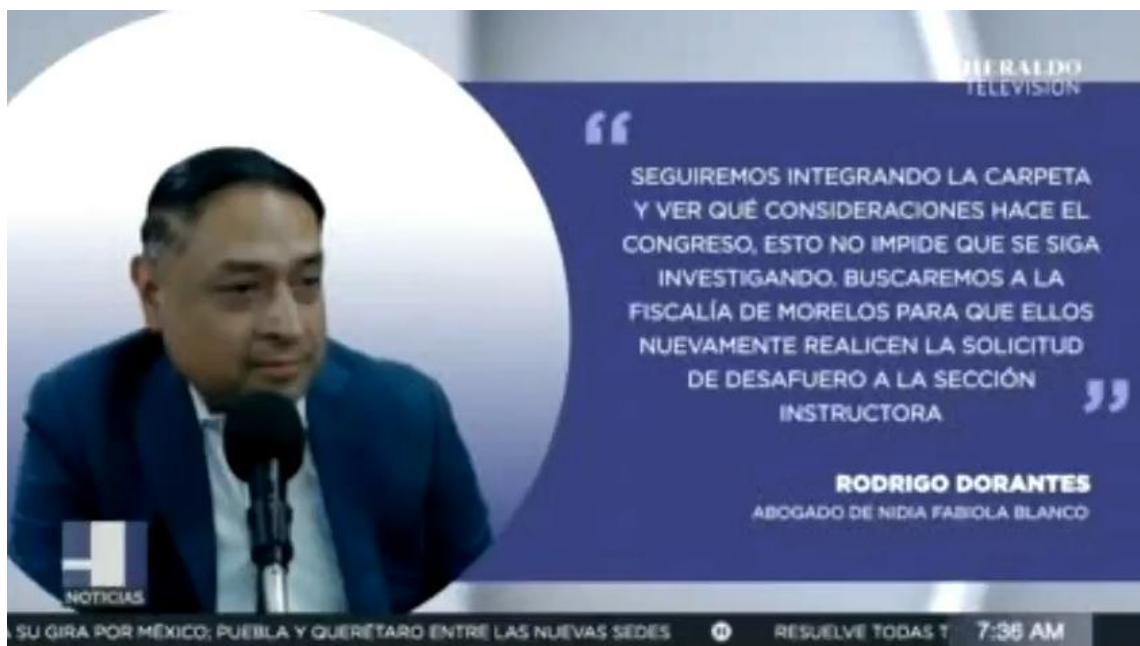 HERALDO
TELEVISION
“
SEGUIREMOS INTEGRANDO LA CARPETA
Y VER QUÉ CONSIDERACIONES HACE EL
CONGRESO, ESTO NO IMPIDE QUE SE SIGA
INVESTIGANDO. BUSCAREMOS A LA
FISCALÍA DE MORELOS PARA QUE ELLOS
NUEVAMENTE REALICEN LA SOLICITUD
DE DESAFUERO A LA SECCIÓN
INSTRUCTORA ”
RODRIGO DORANTES
ABOGADO DE NIDIA FABIOLA BLANCO
NOTICIAS
A SU GIRA POR MÉXICO; PUEBLA Y QUERÉTARO ENTRE LAS NUEVAS SEDES RESUELVE TODAS T 7:36 AM